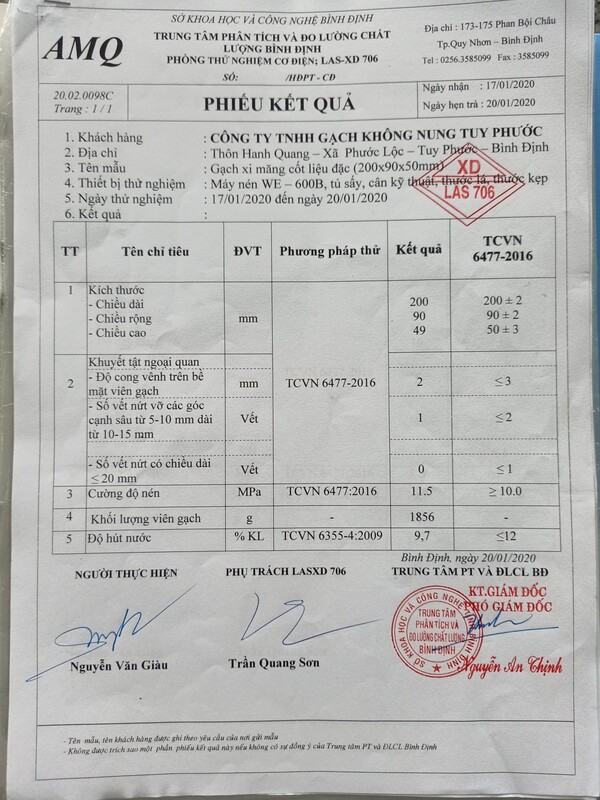 AMQ
SỞ KHOA HỌC VÀ CÔNG NGHỆ BÌNH ĐỊNH
TRUNG TÂM PHÂN TÍCH VÀ ĐO LƯỜNG CHẤT
LƯỢNG BÌNH ĐỊNH
PHÒNG THỬ NGHIỆM CƠ ĐIỆN; LAS-XD 706
SỐ: /HĐPT - CĐ
Địa chỉ : 173-175 Phan Bội Châu
Tp.Quy Nhơn – Bình Định
Tel : 0256.3585099 Fax : 3585099
20.02.0098C
Trang : 1 / 1
PHIẾU KẾT QUẢ
Ngày nhận : 17/01/2020
Ngày hẹn trả : 20/01/2020
1. Khách hàng : CÔNG TY TNHH GẠCH KHÔNG NUNG TUY PHƯỚC
2. Địa chỉ : Thôn Hanh Quang – Xã Phước Lộc – Tuy Phước – Bình Định
3. Tên mẫu : Gạch xi măng cốt liệu đặc (200x90x50mm)
4. Thiết bị thử nghiệm : Máy nén WE – 600B, tủ sấy, cân kỹ thuật, thước lá, thước kẹp
5. Ngày thử nghiệm : 17/01/2020 đến ngày 20/01/2020
6. Kết quả :
XD
LAS 706
TT Tên chỉ tiêu ĐVT Phương pháp thử Kết quả TCVN 6477-2016
1 Kích thước
- Chiều dài 200 200 ± 2
- Chiều rộng mm 90 90 ± 2
- Chiều cao 49 50 ± 3
2 Khuyết tật ngoại quan
- Độ cong vênh trên bề mm TCVN 6477-2016 2 ≤ 3
mặt viên gạch
- Số vết nứt vỡ các góc
cạnh sâu từ 5-10 mm dài Vết 1 ≤ 2
từ 10-15 mm
- Số vết nứt có chiều dài Vết 0 ≤ 1
≤ 20 mm
3 Cường độ nén MPa TCVN 6477:2016 11.5 ≥ 10.0
4 Khối lượng viên gạch g - 1856 -
5 Độ hút nước % KL TCVN 6355-4:2009 9,7 ≤12
Bình Định, ngày 20/01/2020
NGƯỜI THỰC HIỆN PHỤ TRÁCH LASXD 706 TRUNG TÂM PT VÀ ĐLCL BĐ
KT.GIÁM ĐỐC
PHÓ GIÁM ĐỐC
SỞ KHOA HỌC VÀ CÔNG NGHỆ TỈNH BÌNH ĐỊNH
TRUNG TÂM
PHÂN TÍCH VÀ
ĐO LƯỜNG CHẤT LƯỢNG
BÌNH ĐỊNH
Nguyễn Văn Giàu Trần Quang Sơn Nguyễn An Thịnh
- Tên mẫu, tên khách hàng được ghi theo yêu cầu của nơi gửi mẫu
- Không được trích sao một phần phiếu kết quả này nếu không có sự đồng ý của Trung tâm PT và ĐLCL Bình Định